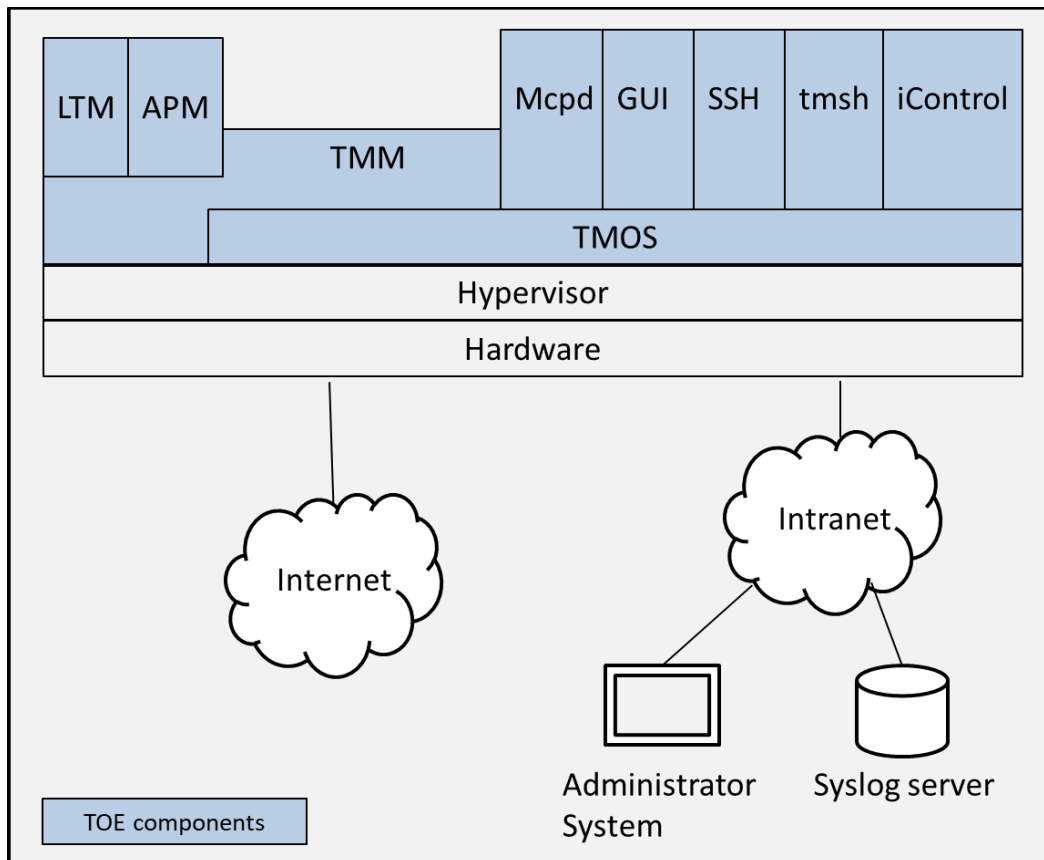 LTM
APM
TMM
Mcpd
GUI
SSH
tmsh
iControl
TMOS
Hypervisor
Hardware
Internet
Intranet
Administrator
System
Syslog server
TOE components